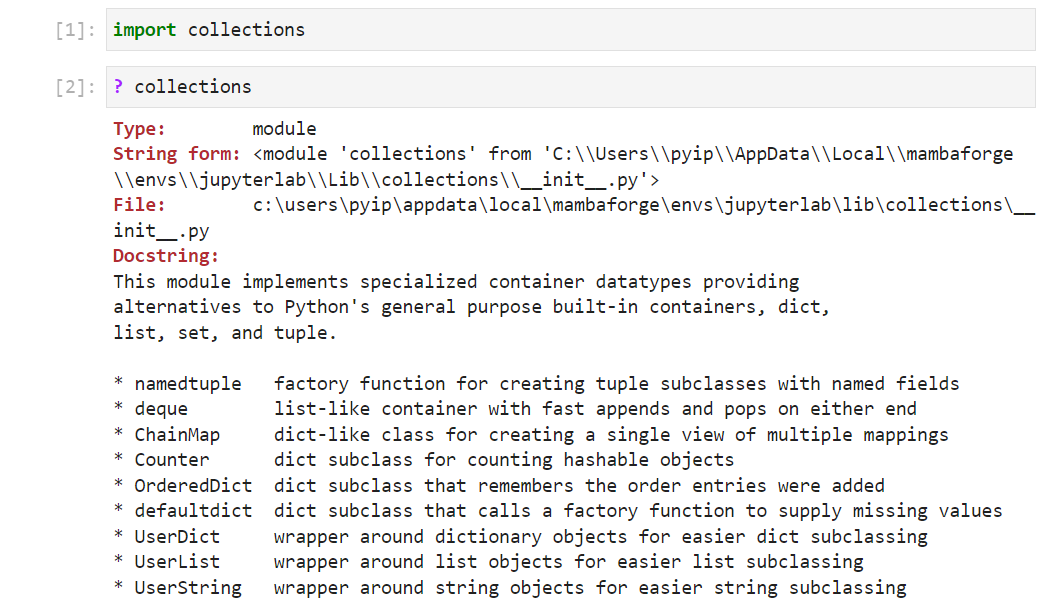 [1]: import collections
[2]: ? collections
Type:        module
String form: <module 'collections' from 'C:\\Users\\pyip\\AppData\\Local\\mambaforge
\\envs\\jupyterlab\\Lib\\collections\\__init__.py'>
File:        c:\users\pyip\appdata\local\mambaforge\envs\jupyterlab\lib\collections\__
init__.py
Docstring:
This module implements specialized container datatypes providing
alternatives to Python's general purpose built-in containers, dict,
list, set, and tuple.

* namedtuple   factory function for creating tuple subclasses with named fields
* deque        list-like container with fast appends and pops on either end
* ChainMap     dict-like class for creating a single view of multiple mappings
* Counter      dict subclass for counting hashable objects
* OrderedDict  dict subclass that remembers the order entries were added
* defaultdict  dict subclass that calls a factory function to supply missing values
* UserDict     wrapper around dictionary objects for easier dict subclassing
* UserList     wrapper around list objects for easier list subclassing
* UserString   wrapper around string objects for easier string subclassing